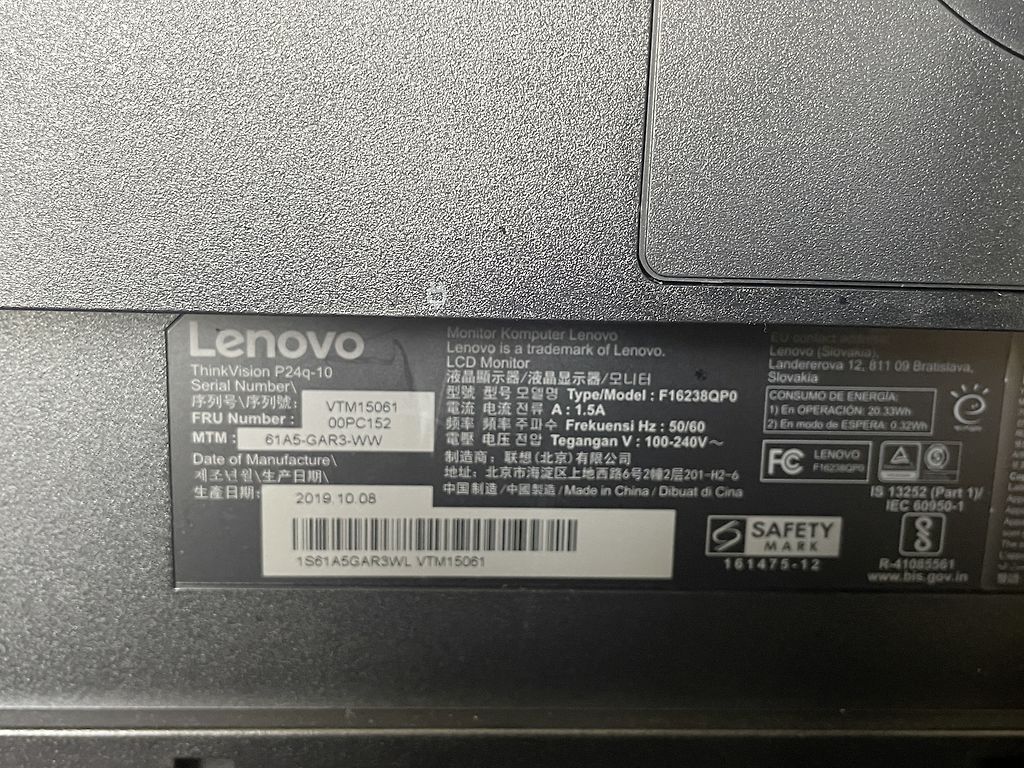 Lenovo
ThinkVision P24q-10
Serial Number\
序列号\ 序列號: VTM15061
FRU Number : 00PC152
MTM : 61A5-GAR3-WW
Date of Manufacture\
제조년월\生产日期\
生產日期: 2019.10.08
1S61A5GAR3WL VTM15061
Monitor Komputer Lenovo
Lenovo is a trademark of Lenovo.
LCD Monitor
液晶顯示器/液晶显示器/모니터
型號 型号 모델명 Type/Model : F16238QP0
電流 电流 전류 A : 1.5A
頻率 频率 주파수 Frekuensi Hz : 50/60
電壓 电压 전압 Tegangan V : 100-240V～
制造商: 联想(北京)有限公司
地址: 北京市海淀区上地西路6号2幢2层201-H2-6
中国制造/中國製造/Made in China / Dibuat di Cina
EU contact
Lenovo (Slovakia),
Landererova 12, 811 09 Bratislava,
Slovakia
CONSUMO DE ENERGÍA:
1) En OPERACIÓN: 20.33Wh
2) En modo de ESPERA: 0.32Wh
FC LENOVO
F16238QP0
IS 13252 (Part 1)/
IEC 60950-1
SAFETY
MARK
161475-12
R-41085561
www.bis.gov.in